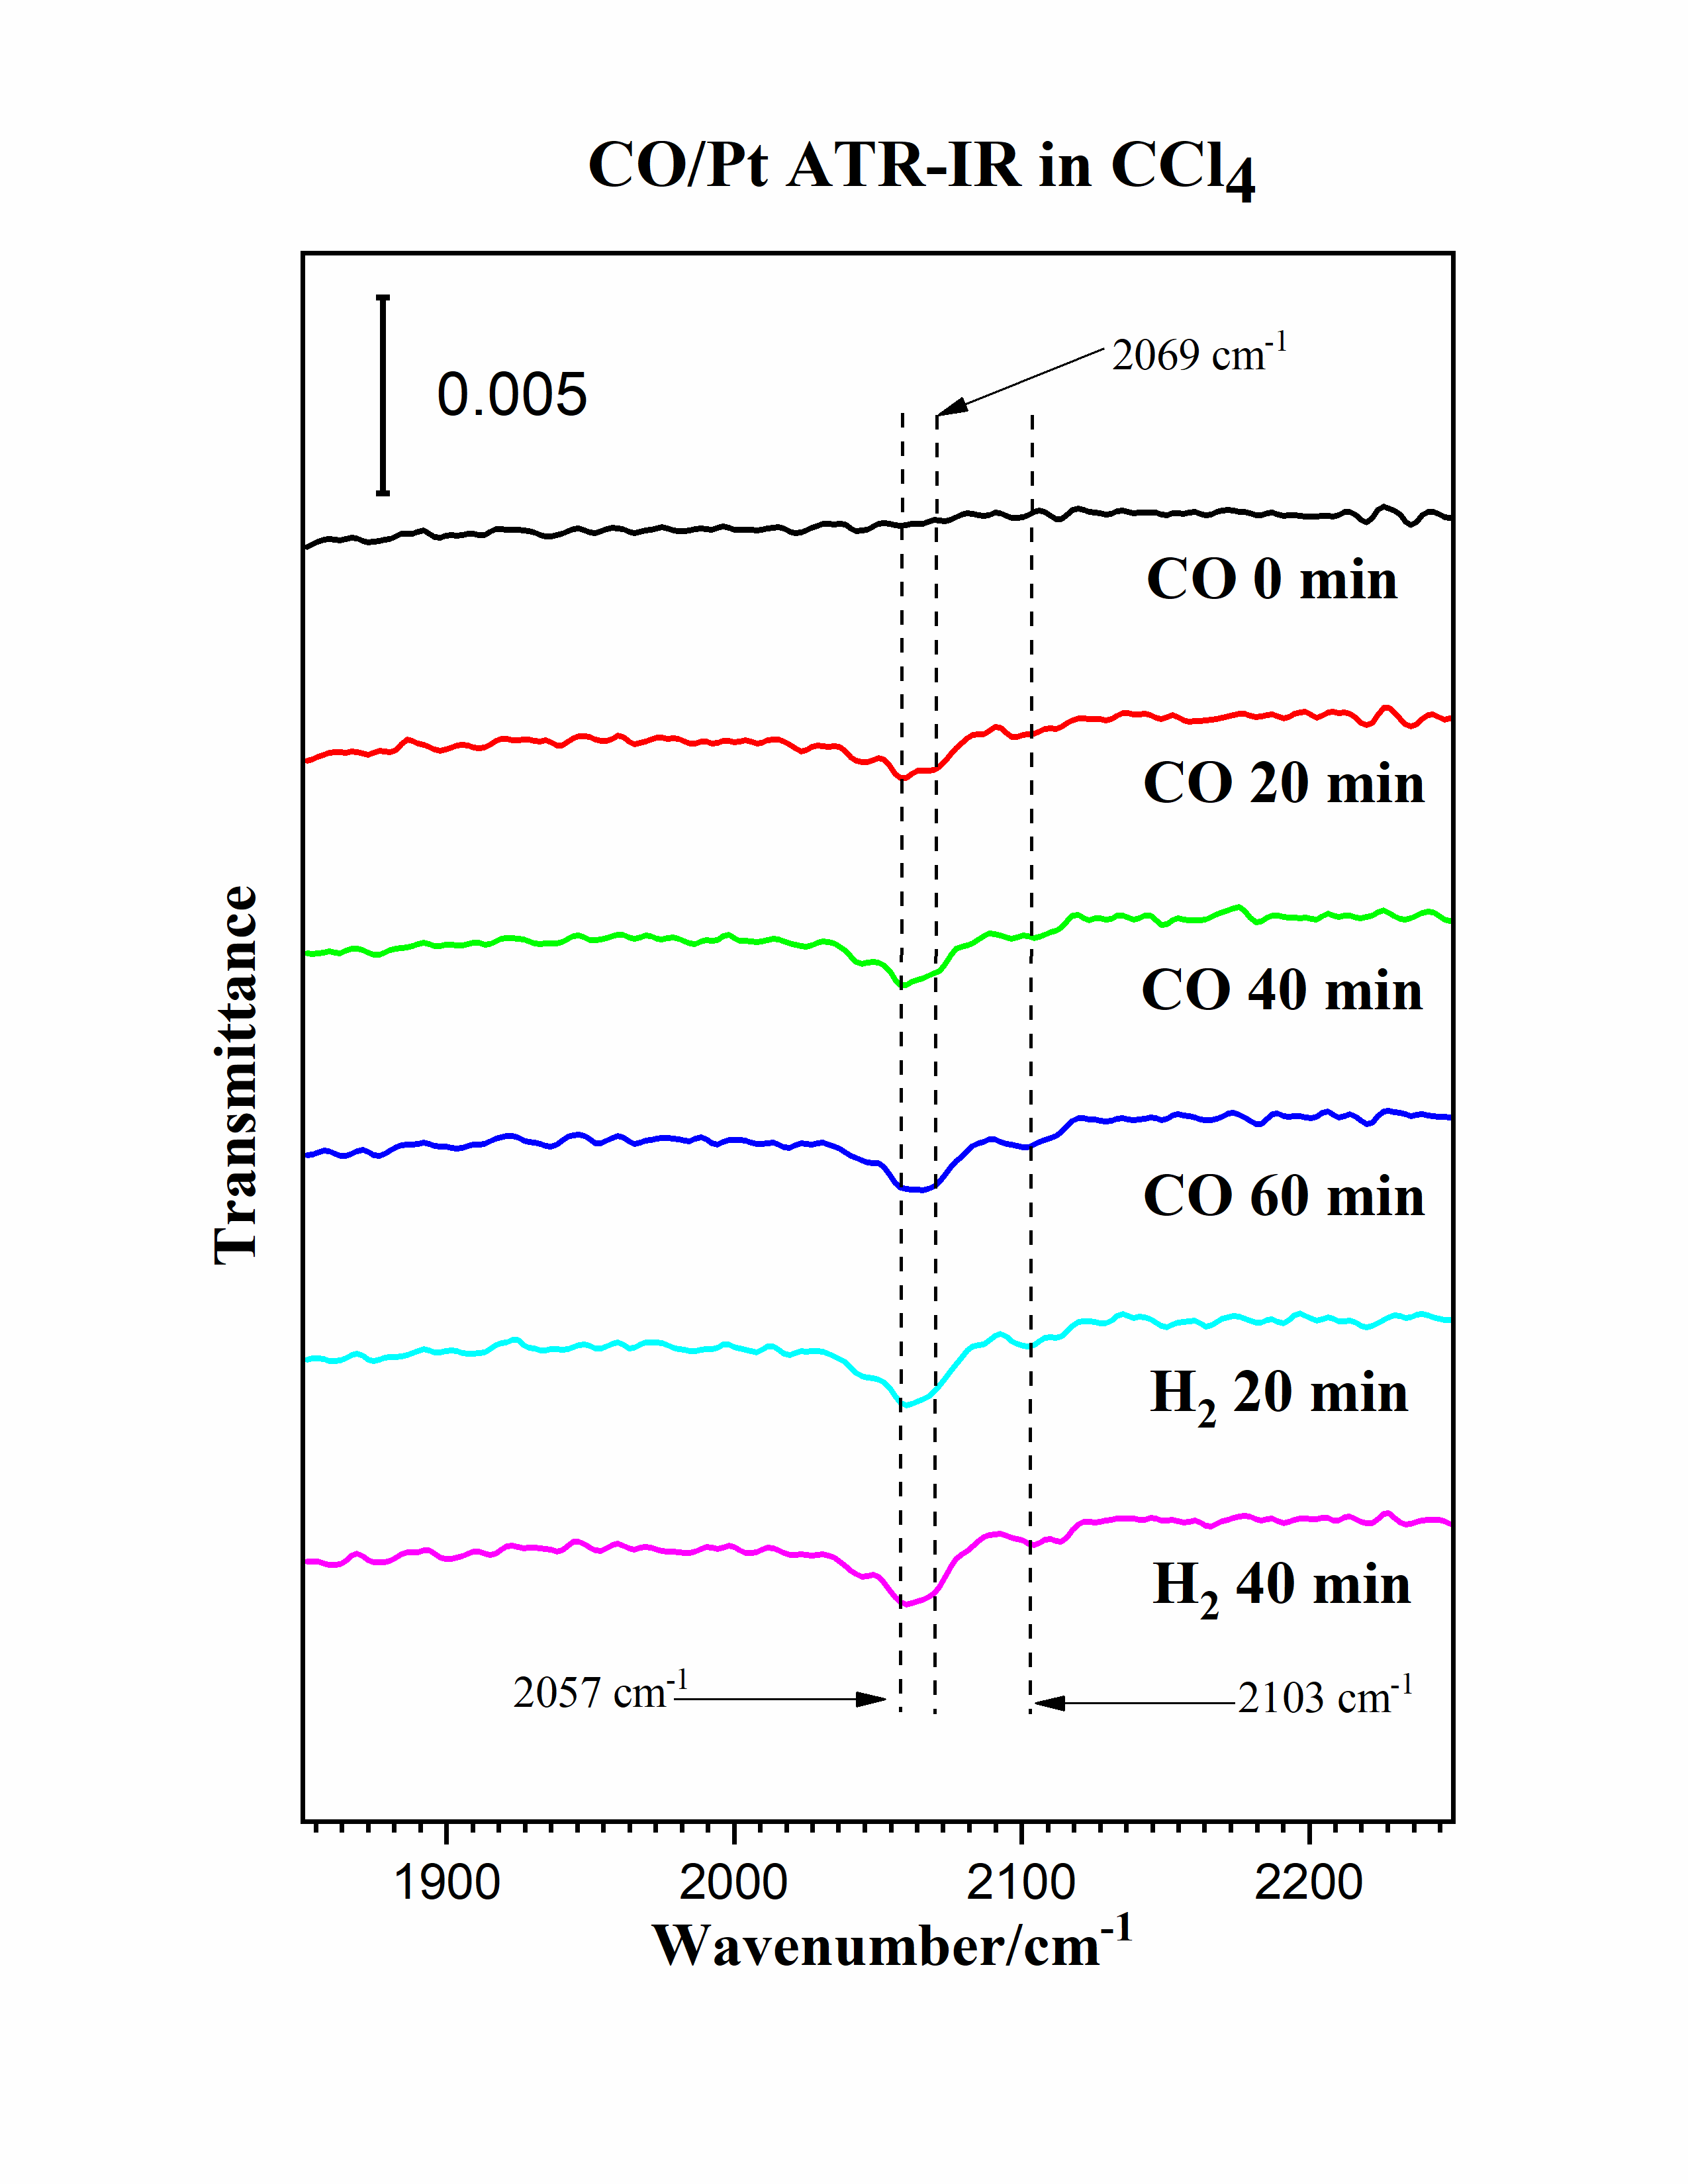 CO/Pt ATR-IR in CCl4
2069 cm-1
0.005
CO 0 min
CO 20 min
CO 40 min
Transmittance
CO 60 min
H2 20 min
H2 40 min
2057 cm-1
2103 cm-1
1900 2000 2100 2200
Wavenumber/cm-1